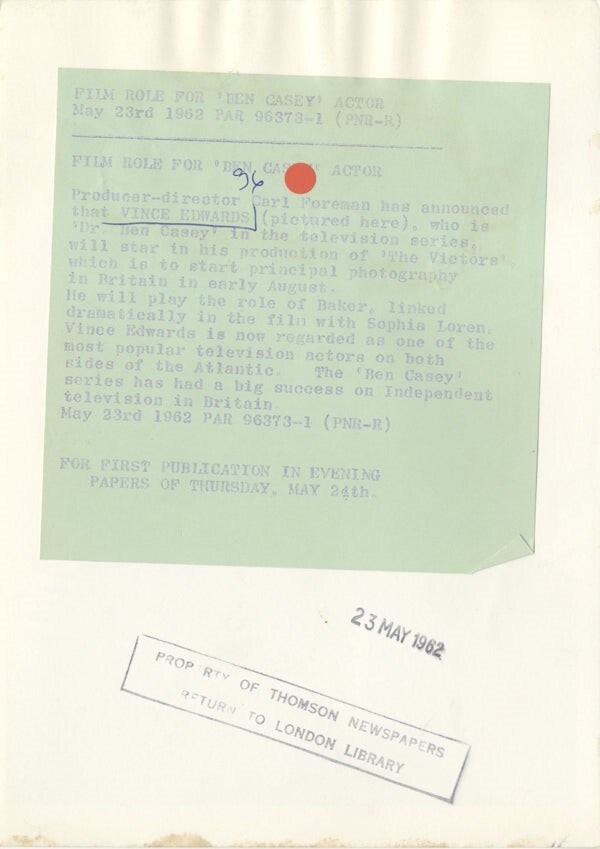 FILM ROLE FOR 'BEN CASEY' ACTOR
May 23rd 1962 PAR 96373-1 (PNR-R)
FILM ROLE FOR 'BEN CASEY' ACTOR
96
Producer-director Carl Foreman has announced
that VINCE EDWARDS (pictured here), who is
'Dr. Ben Casey' in the television series,
will star in his production of 'The Victors',
which is to start principal photography
in Britain in early August.
He will play the role of Baker, linked
dramatically in the film with Sophia Loren.
Vince Edwards is now regarded as one of the
most popular television actors on both
sides of the Atlantic. The 'Ben Casey'
series has had a big success on Independent
television in Britain
May 23rd 1962 PAR 96373-1 (PNR-R)
FOR FIRST PUBLICATION IN EVENING
PAPERS OF THURSDAY, MAY 24th.
23 MAY 1962
PROPERTY OF THOMSON NEWSPAPERS
RETURN TO LONDON LIBRARY